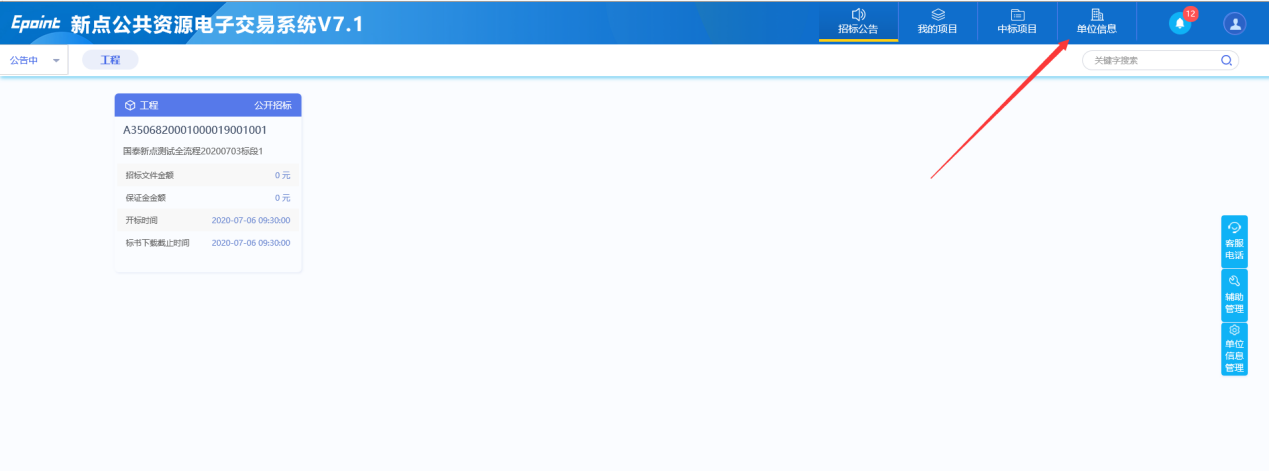 Epoint 新点公共资源电子交易系统V7.1
招标公告
我的项目
中标项目
单位信息
12
公告中
工程
关键字搜索
工程 公开招标
A3506820001000019001001
国泰新点测试全流程20200703标段1
招标文件金额 0 元
保证金金额 0 元
开标时间 2020-07-06 09:30:00
标书下载截止时间 2020-07-06 09:30:00
客服
电话
辅助
管理
单位
信息
管理